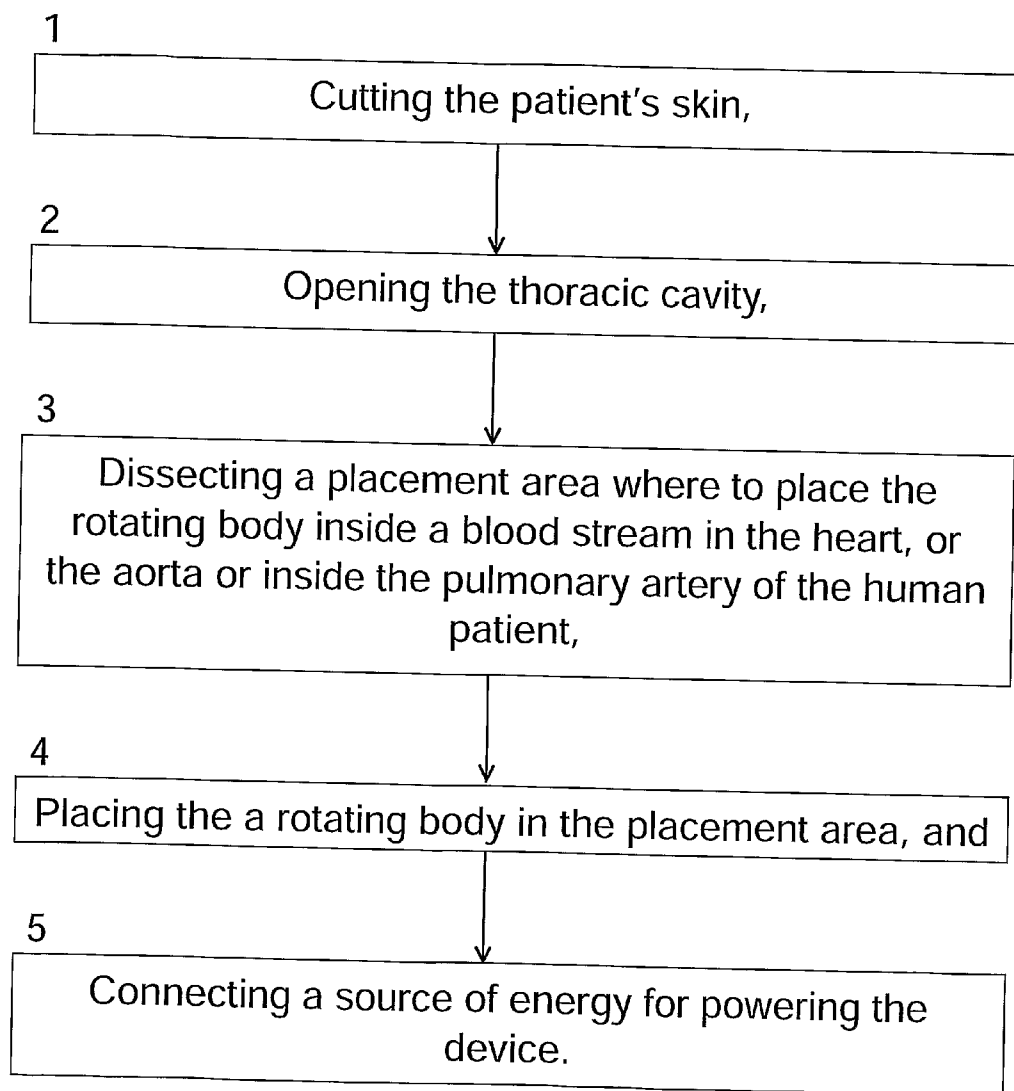 1
Cutting the patient's skin,
2
Opening the thoracic cavity,
3
Dissecting a placement area where to place the
rotating body inside a blood stream in the heart, or
the aorta or inside the pulmonary artery of the human
patient,
4
Placing the a rotating body in the placement area, and
5
Connecting a source of energy for powering the
device.